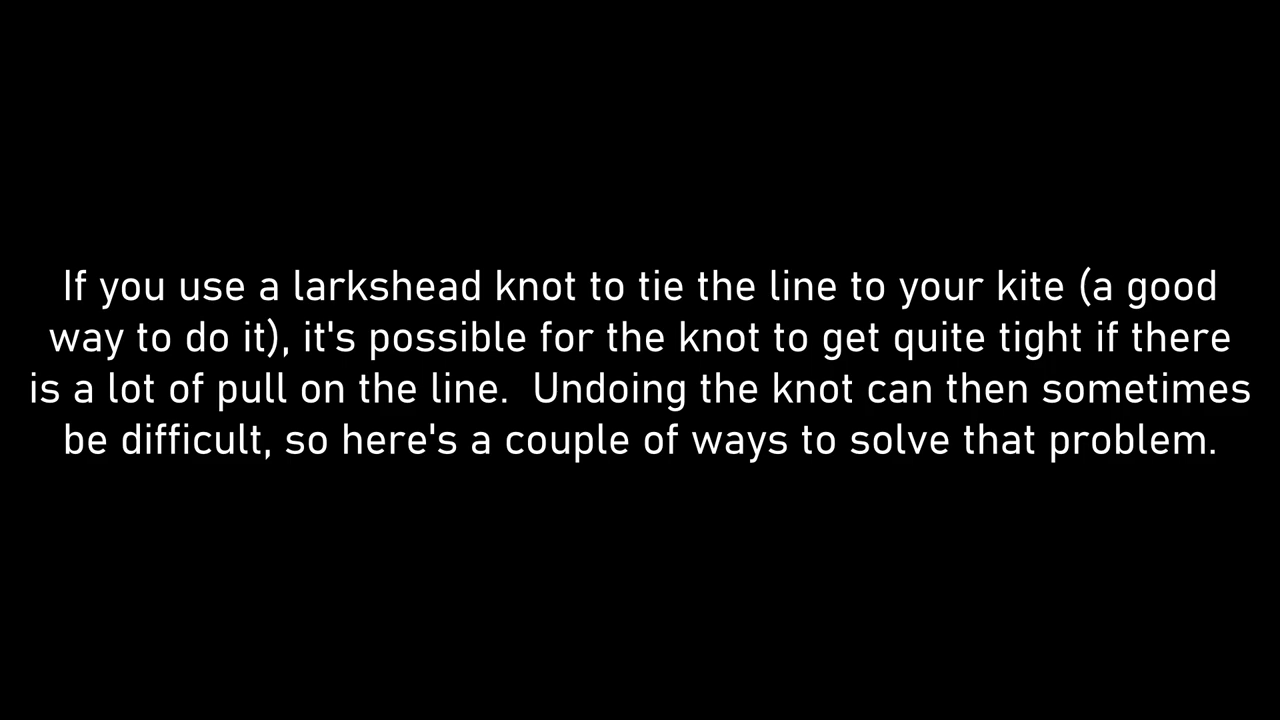 If you use a larkshead knot to tie the line to your kite (a good
way to do it), it's possible for the knot to get quite tight if there
is a lot of pull on the line.  Undoing the knot can then sometimes
be difficult, so here's a couple of ways to solve that problem.